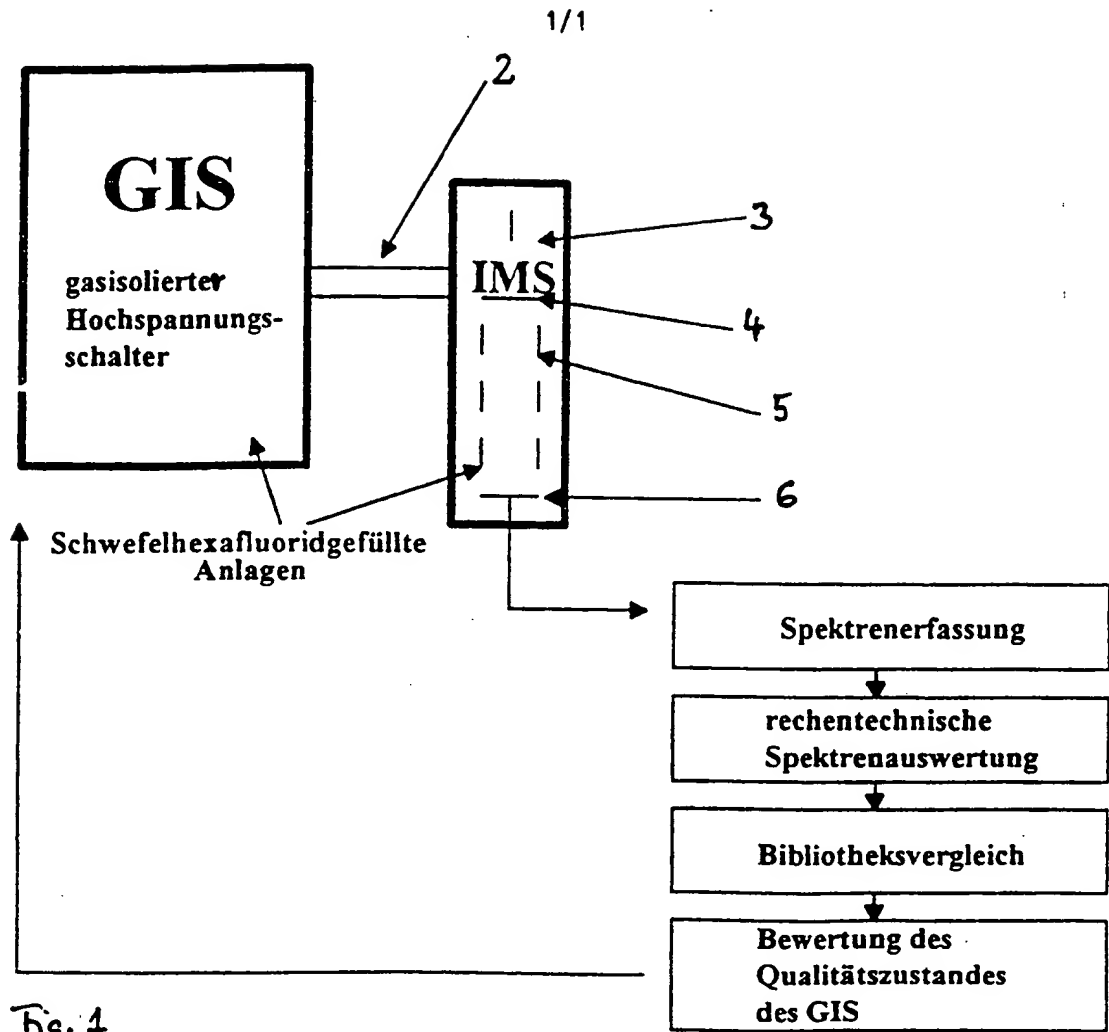 1/1
2
GIS
gasisolierter
Hochspannungs-
schalter
3
IMS
4
5
6
Schwefelhexafluoridgefüllte
Anlagen
Spektrenerfassung
rechentechnische
Spektrenauswertung
Bibliotheksvergleich
Bewertung des
Qualitätszustandes
des GIS
Fig. 1